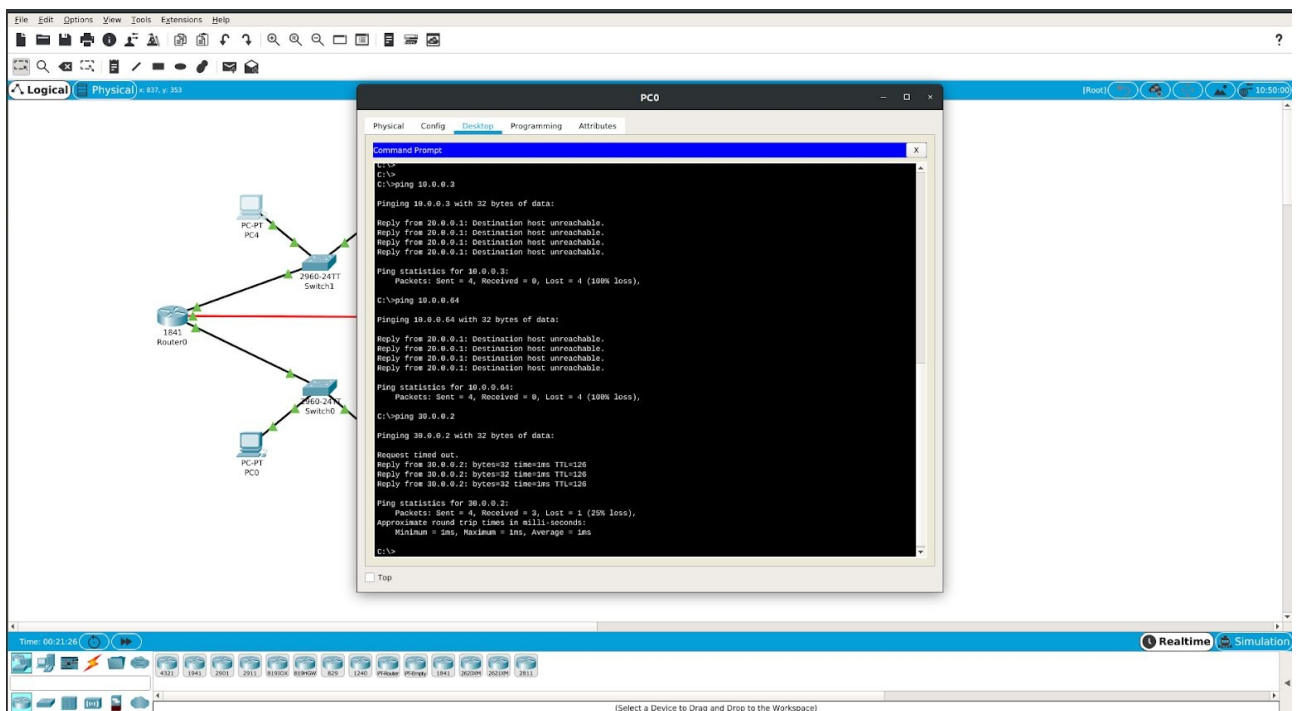 File Edit Options View Tools Extensions Help
?
Logical Physical x: 837, y: 353
[Root] 10:50:00
PC0
Physical Config Desktop Programming Attributes
Command Prompt X
C:\>
C:\>
C:\>ping 10.0.0.3
Pinging 10.0.0.3 with 32 bytes of data:
Reply from 20.0.0.1: Destination host unreachable.
Reply from 20.0.0.1: Destination host unreachable.
Reply from 20.0.0.1: Destination host unreachable.
Reply from 20.0.0.1: Destination host unreachable.
Ping statistics for 10.0.0.3:
Packets: Sent = 4, Received = 0, Lost = 4 (100% loss),
C:\>ping 10.0.0.64
Pinging 10.0.0.64 with 32 bytes of data:
Reply from 20.0.0.1: Destination host unreachable.
Reply from 20.0.0.1: Destination host unreachable.
Reply from 20.0.0.1: Destination host unreachable.
Reply from 20.0.0.1: Destination host unreachable.
Ping statistics for 10.0.0.64:
Packets: Sent = 4, Received = 0, Lost = 4 (100% loss),
C:\>ping 30.0.0.2
Pinging 30.0.0.2 with 32 bytes of data:
Request timed out.
Reply from 30.0.0.2: bytes=32 time=1ms TTL=126
Reply from 30.0.0.2: bytes=32 time=1ms TTL=126
Reply from 30.0.0.2: bytes=32 time=1ms TTL=126
Ping statistics for 30.0.0.2:
Packets: Sent = 4, Received = 3, Lost = 1 (25% loss),
Approximate round trip times in milli-seconds:
Minimum = 1ms, Maximum = 1ms, Average = 1ms
C:\>
Top
PC-PT
PC4
2960-24TT
Switch1
1841
Router0
2960-24TT
Switch0
PC-PT
PC0
Time: 00:21:26
Realtime Simulation
4321 1941 2901 2911 819IOX 819HGW 829 1240 PT-Router PT-Empty 1841 2620XM 2621XM 2811
(Select a Device to Drag and Drop to the Workspace)